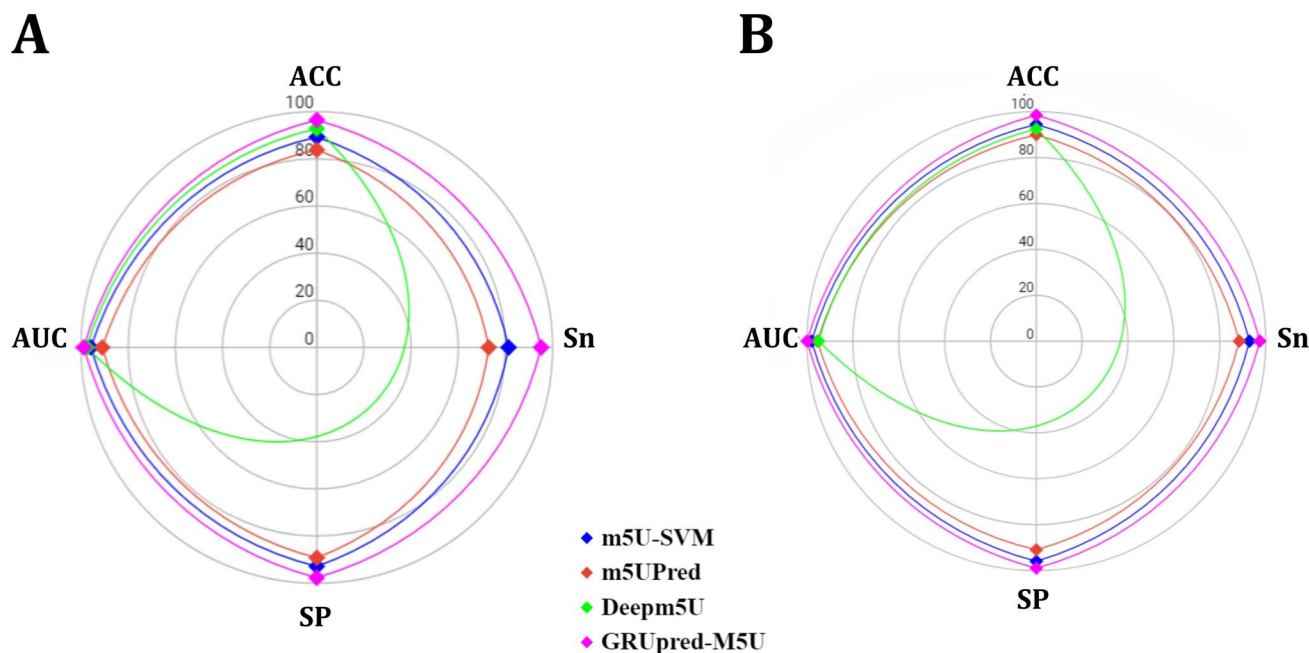 A
ACC
100
80
60
40
20
0
AUC
Sn
SP
B
ACC
100
80
60
40
20
0
AUC
Sn
SP
m5U-SVM
m5UPred
Deepm5U
GRUpred-M5U